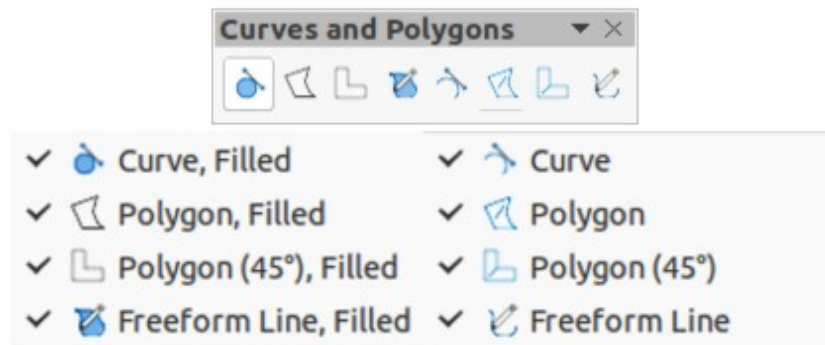 Curves and Polygons
Curve, Filled
Polygon, Filled
Polygon (45°), Filled
Freeform Line, Filled
Curve
Polygon
Polygon (45°)
Freeform Line